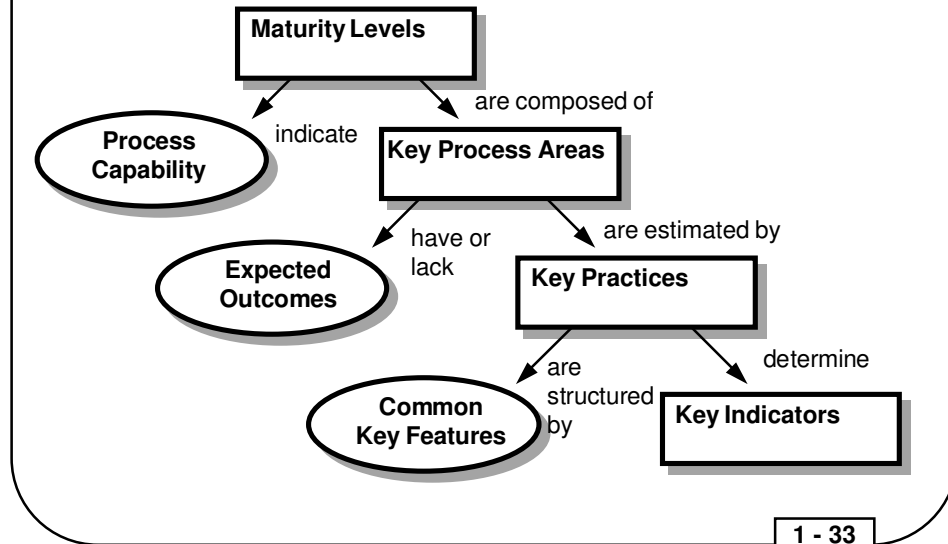 Maturity Levels
are composed of
indicate
Process
Capability
Key Process Areas
have or
lack
are estimated by
Expected
Outcomes
Key Practices
are
structured
by
determine
Common
Key Features
Key Indicators
1 - 33